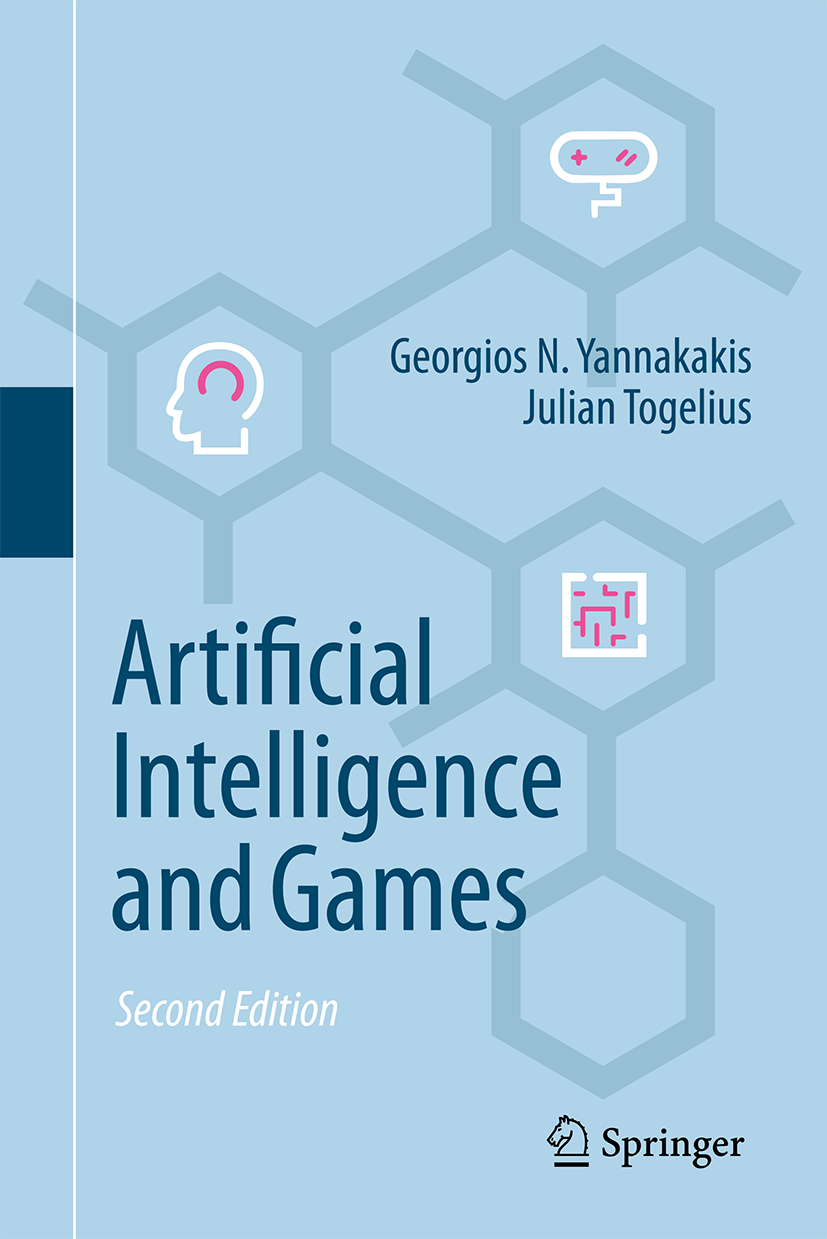 Georgios N. Yannakakis
Julian Togelius
Artificial
Intelligence
and Games
Second Edition
Springer